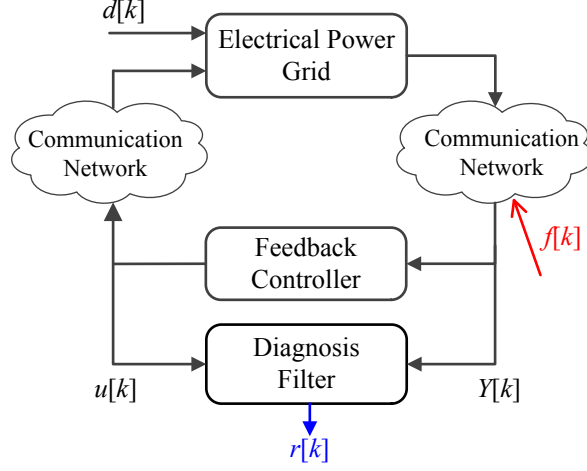 d[k]
Electrical Power
Grid
Communication
Network
Communication
Network
f[k]
Feedback
Controller
Diagnosis
Filter
u[k]
Y[k]
r[k]